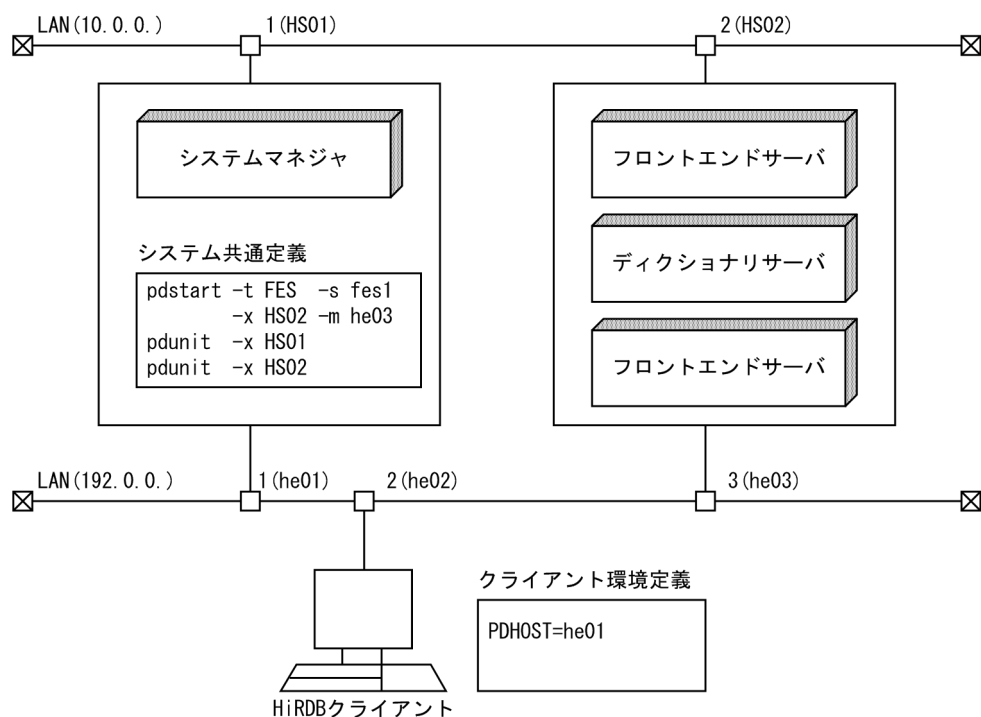 LAN(10.0.0.)
1(HS01)
2(HS02)
システムマネジャ
システム共通定義
pdstart -t FES -s fes1
-x HS02 -m he03
pdunit -x HS01
pdunit -x HS02
フロントエンドサーバ
ディクショナリサーバ
フロントエンドサーバ
LAN(192.0.0.)
1(he01)
2(he02)
3(he03)
クライアント環境定義
PDHOST=he01
HiRDBクライアント